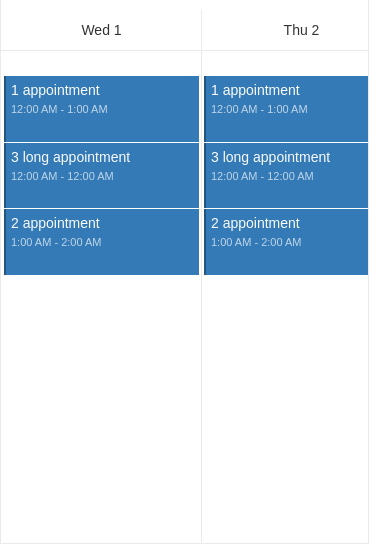 Wed 1
Thu 2
1 appointment
12:00 AM - 1:00 AM
3 long appointment
12:00 AM - 12:00 AM
2 appointment
1:00 AM - 2:00 AM
1 appointment
12:00 AM - 1:00 AM
3 long appointment
12:00 AM - 12:00 AM
2 appointment
1:00 AM - 2:00 AM